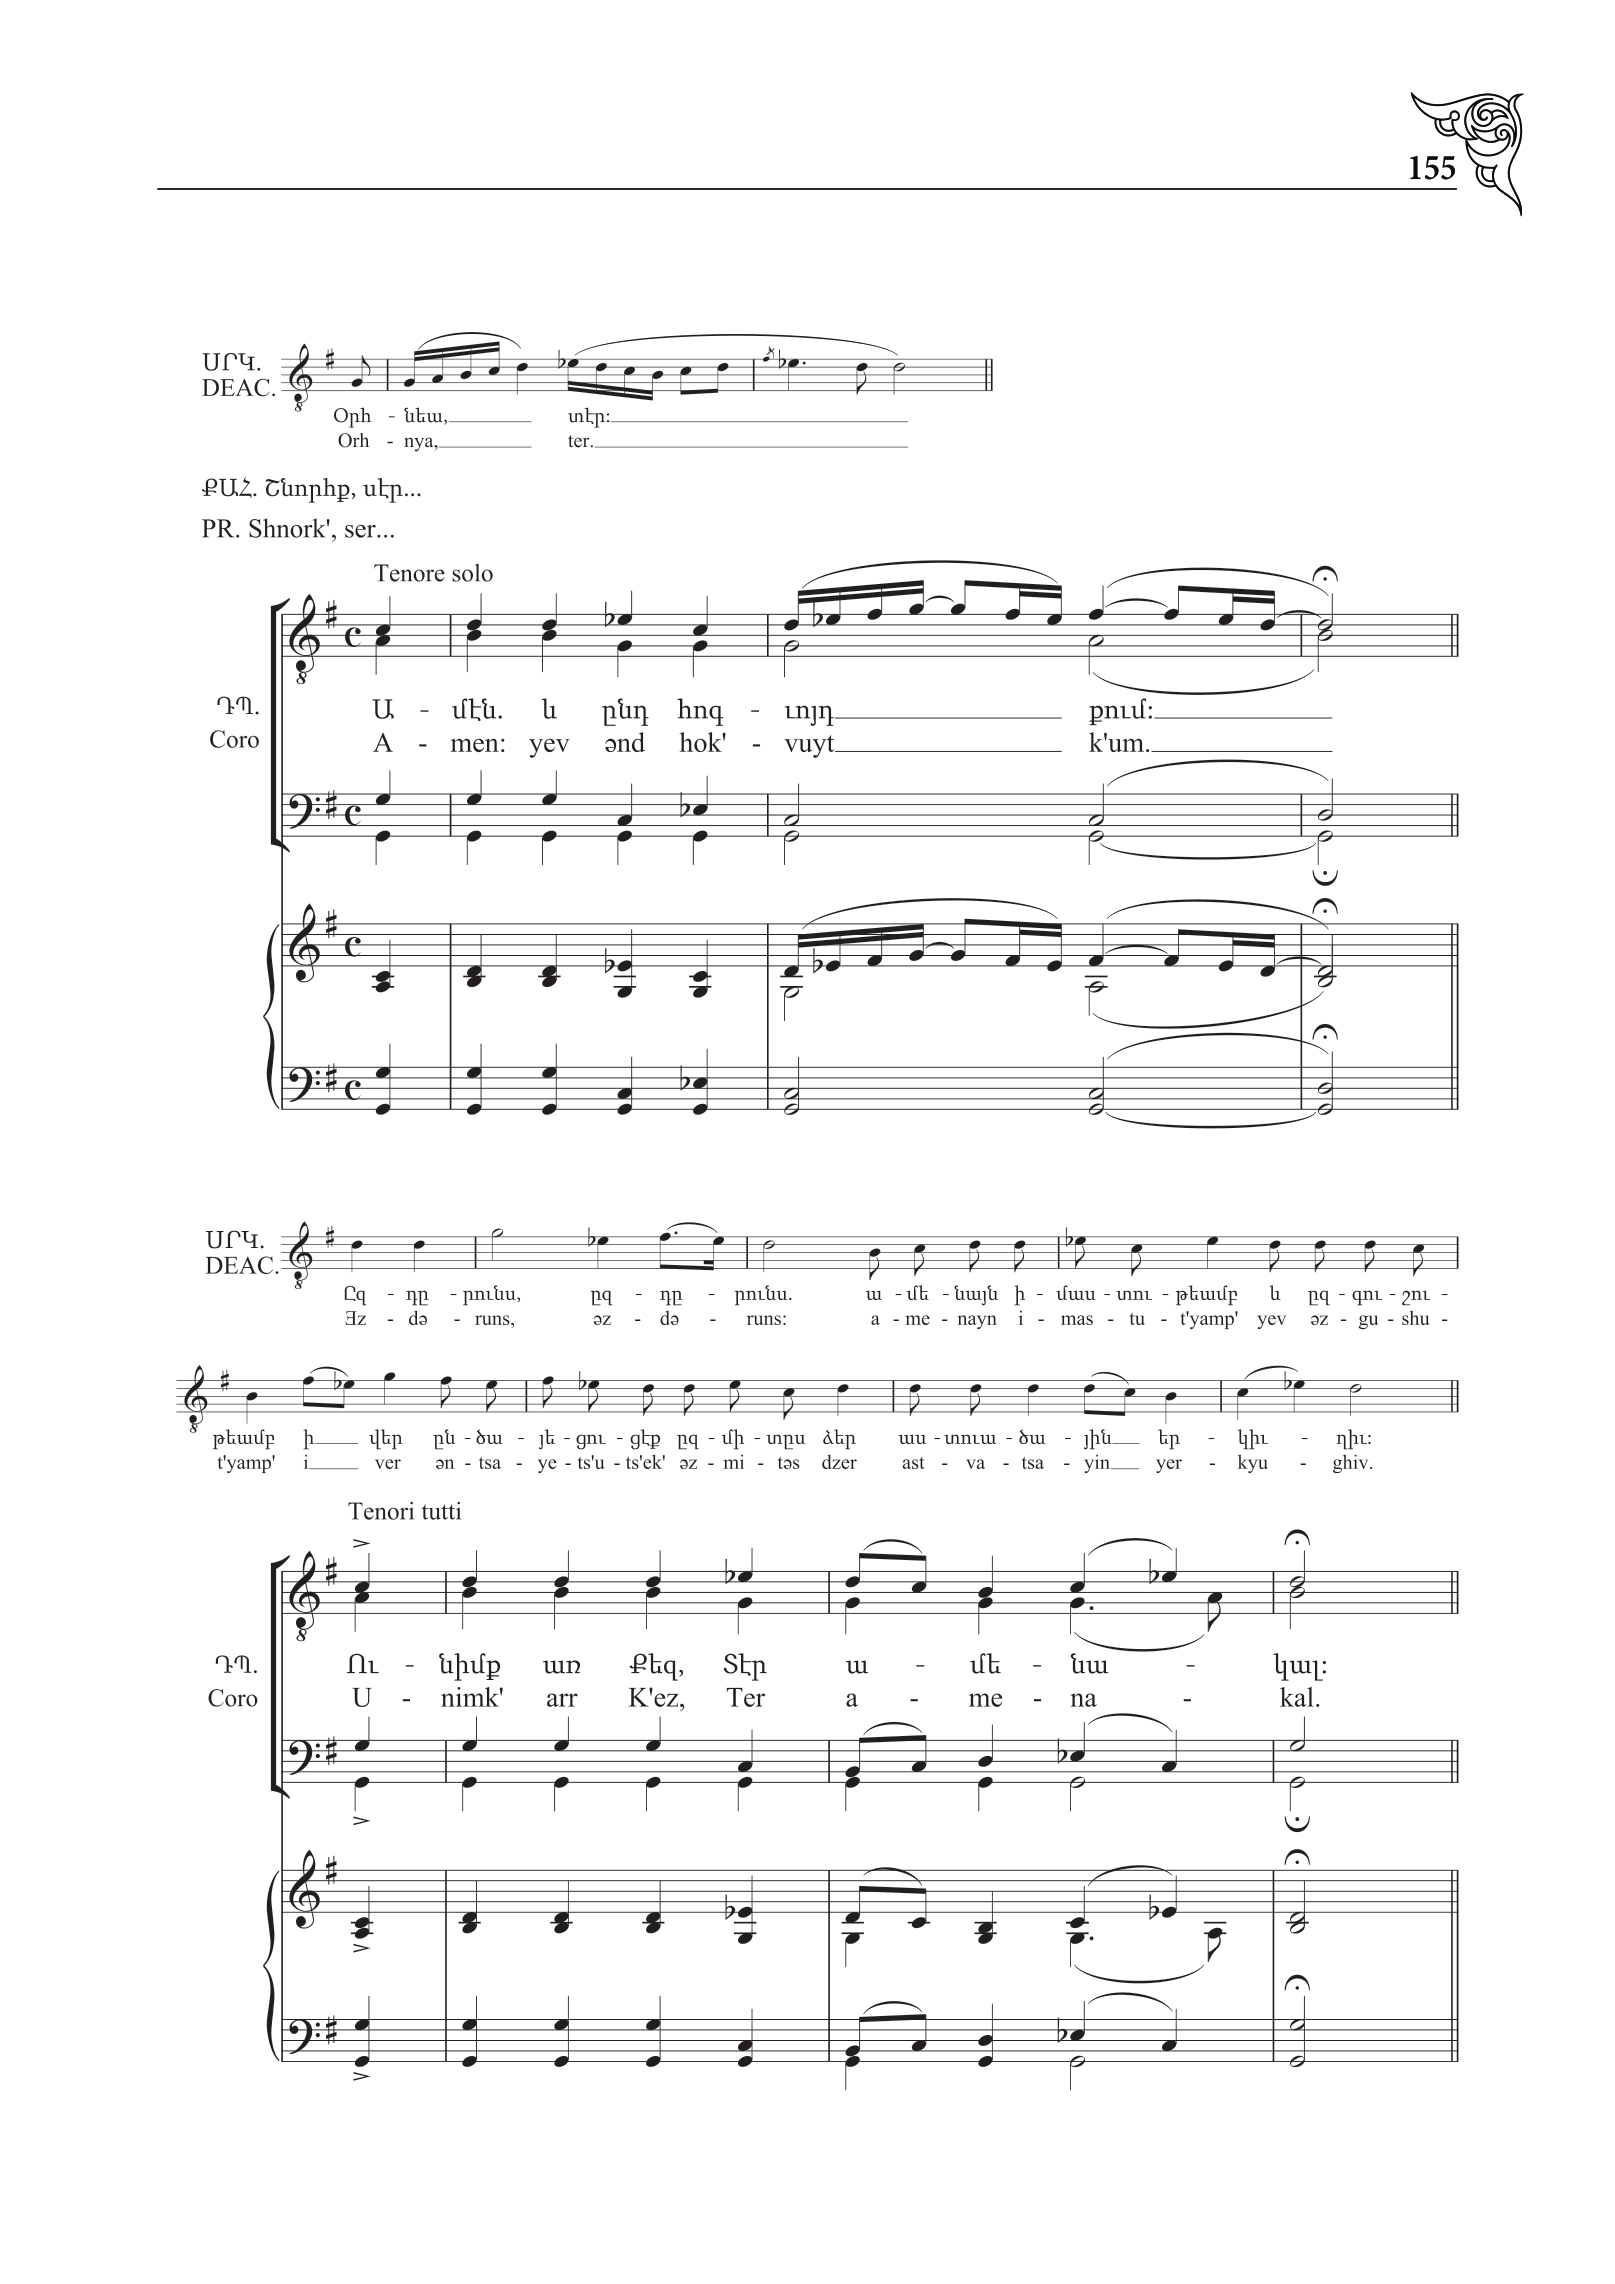 155
ՍՐԿ.
DEAC.
Օրհ - նեա, տէր:
Orh - nya, ter.
ՔԱՀ. Շնորհք, սէր...
PR. Shnork', ser...
Tenore solo
ԴՊ.
Coro
Ա - մէն. և ընդ հոգ - ւոյդ քում:
A - men: yev ənd hok' - vuyt k'um.
ՍՐԿ.
DEAC.
Ըզ - դը - րունս, ըզ - դը - րունս. ա - մե - նայն ի - մաս - տու - թեամբ և ըզ - գու - շու -
Əz - də - runs, əz - də - runs: a - me - nayn i - mas - tu - t'yamp' yev əz - gu - shu -
թեամբ ի վեր ըն - ծա - յե - ցու - ցէք ըզ - մի - տըս ձեր աս - տուա - ծա - յին եր - կիւ - ղիւ:
t'yamp' i ver ən - tsa - ye - ts'u - ts'ek' əz - mi - təs dzer ast - va - tsa - yin yer - kyu - ghiv.
Tenori tutti
ԴՊ.
Coro
Ու - նիմք առ Քեզ, Տէր ա - մե - նա - կալ:
U - nimk' arr K'ez, Ter a - me - na - kal.